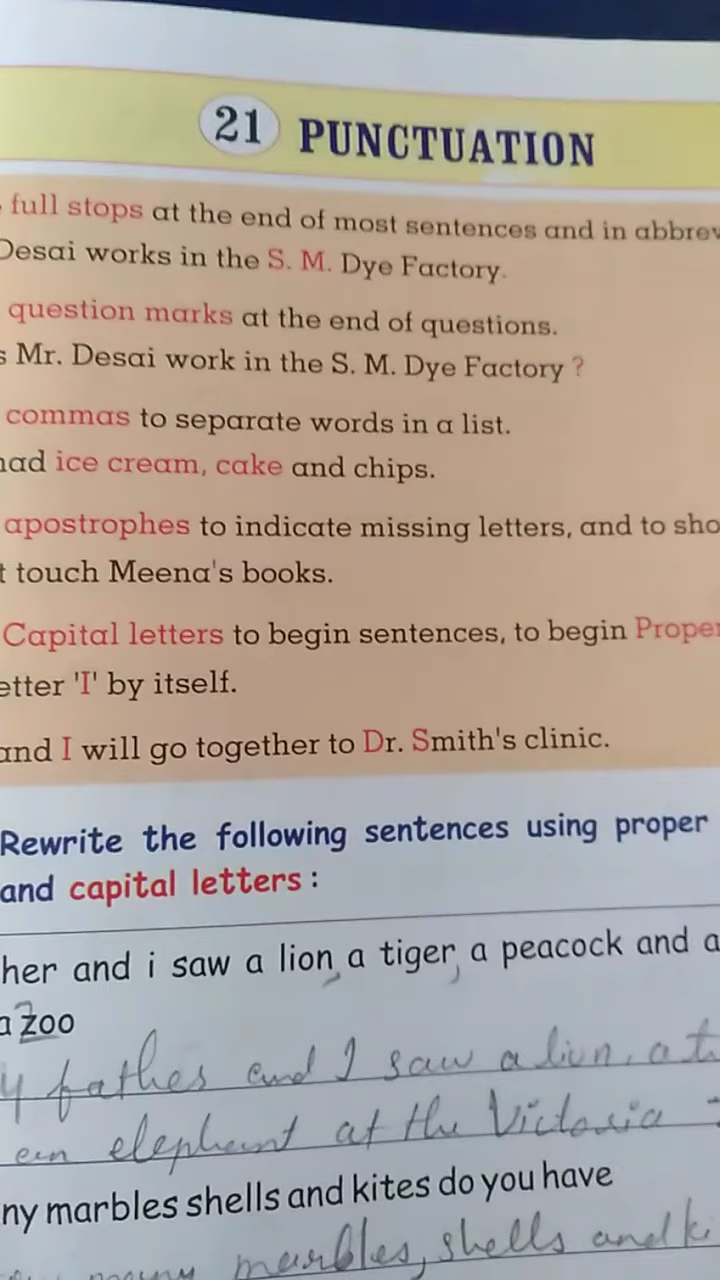 21 PUNCTUATION
full stops at the end of most sentences and in abbrev
Desai works in the S. M. Dye Factory.
question marks at the end of questions.
s Mr. Desai work in the S. M. Dye Factory ?
commas to separate words in a list.
had ice cream, cake and chips.
apostrophes to indicate missing letters, and to sho
t touch Meena's books.
Capital letters to begin sentences, to begin Proper
etter 'I' by itself.
and I will go together to Dr. Smith's clinic.
Rewrite the following sentences using proper
and capital letters :
her and i saw a lion, a tiger, a peacock and a
a Zoo
y father and I saw a lion, a t
an elephant at the Victoria
ny marbles shells and kites do you have
many marbles, shells and ki